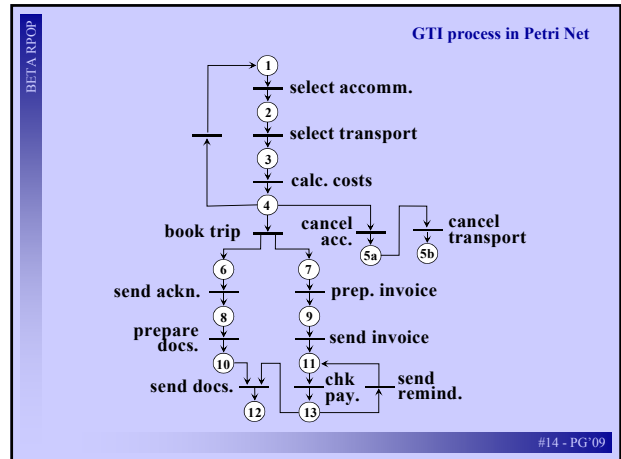 BETA RPOP
GTI process in Petri Net
1
select accomm.
2
select transport
3
calc. costs
4
book trip
cancel
acc.
cancel
transport
5a
5b
6
7
send ackn.
prep. invoice
8
9
prepare
docs.
send invoice
10
11
send docs.
chk
pay.
send
remind.
12
13
#14 - PG'09